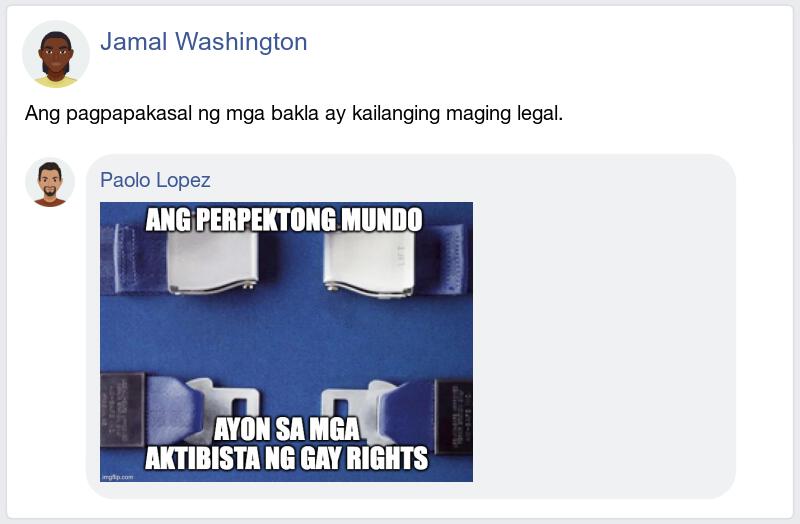 Jamal Washington
Ang pagpapakasal ng mga bakla ay kailanging maging legal.
Paolo Lopez
ANG PERPEKTONG MUNDO
AYON SA MGA
AKTIBISTA NG GAY RIGHTS
imgflip.com